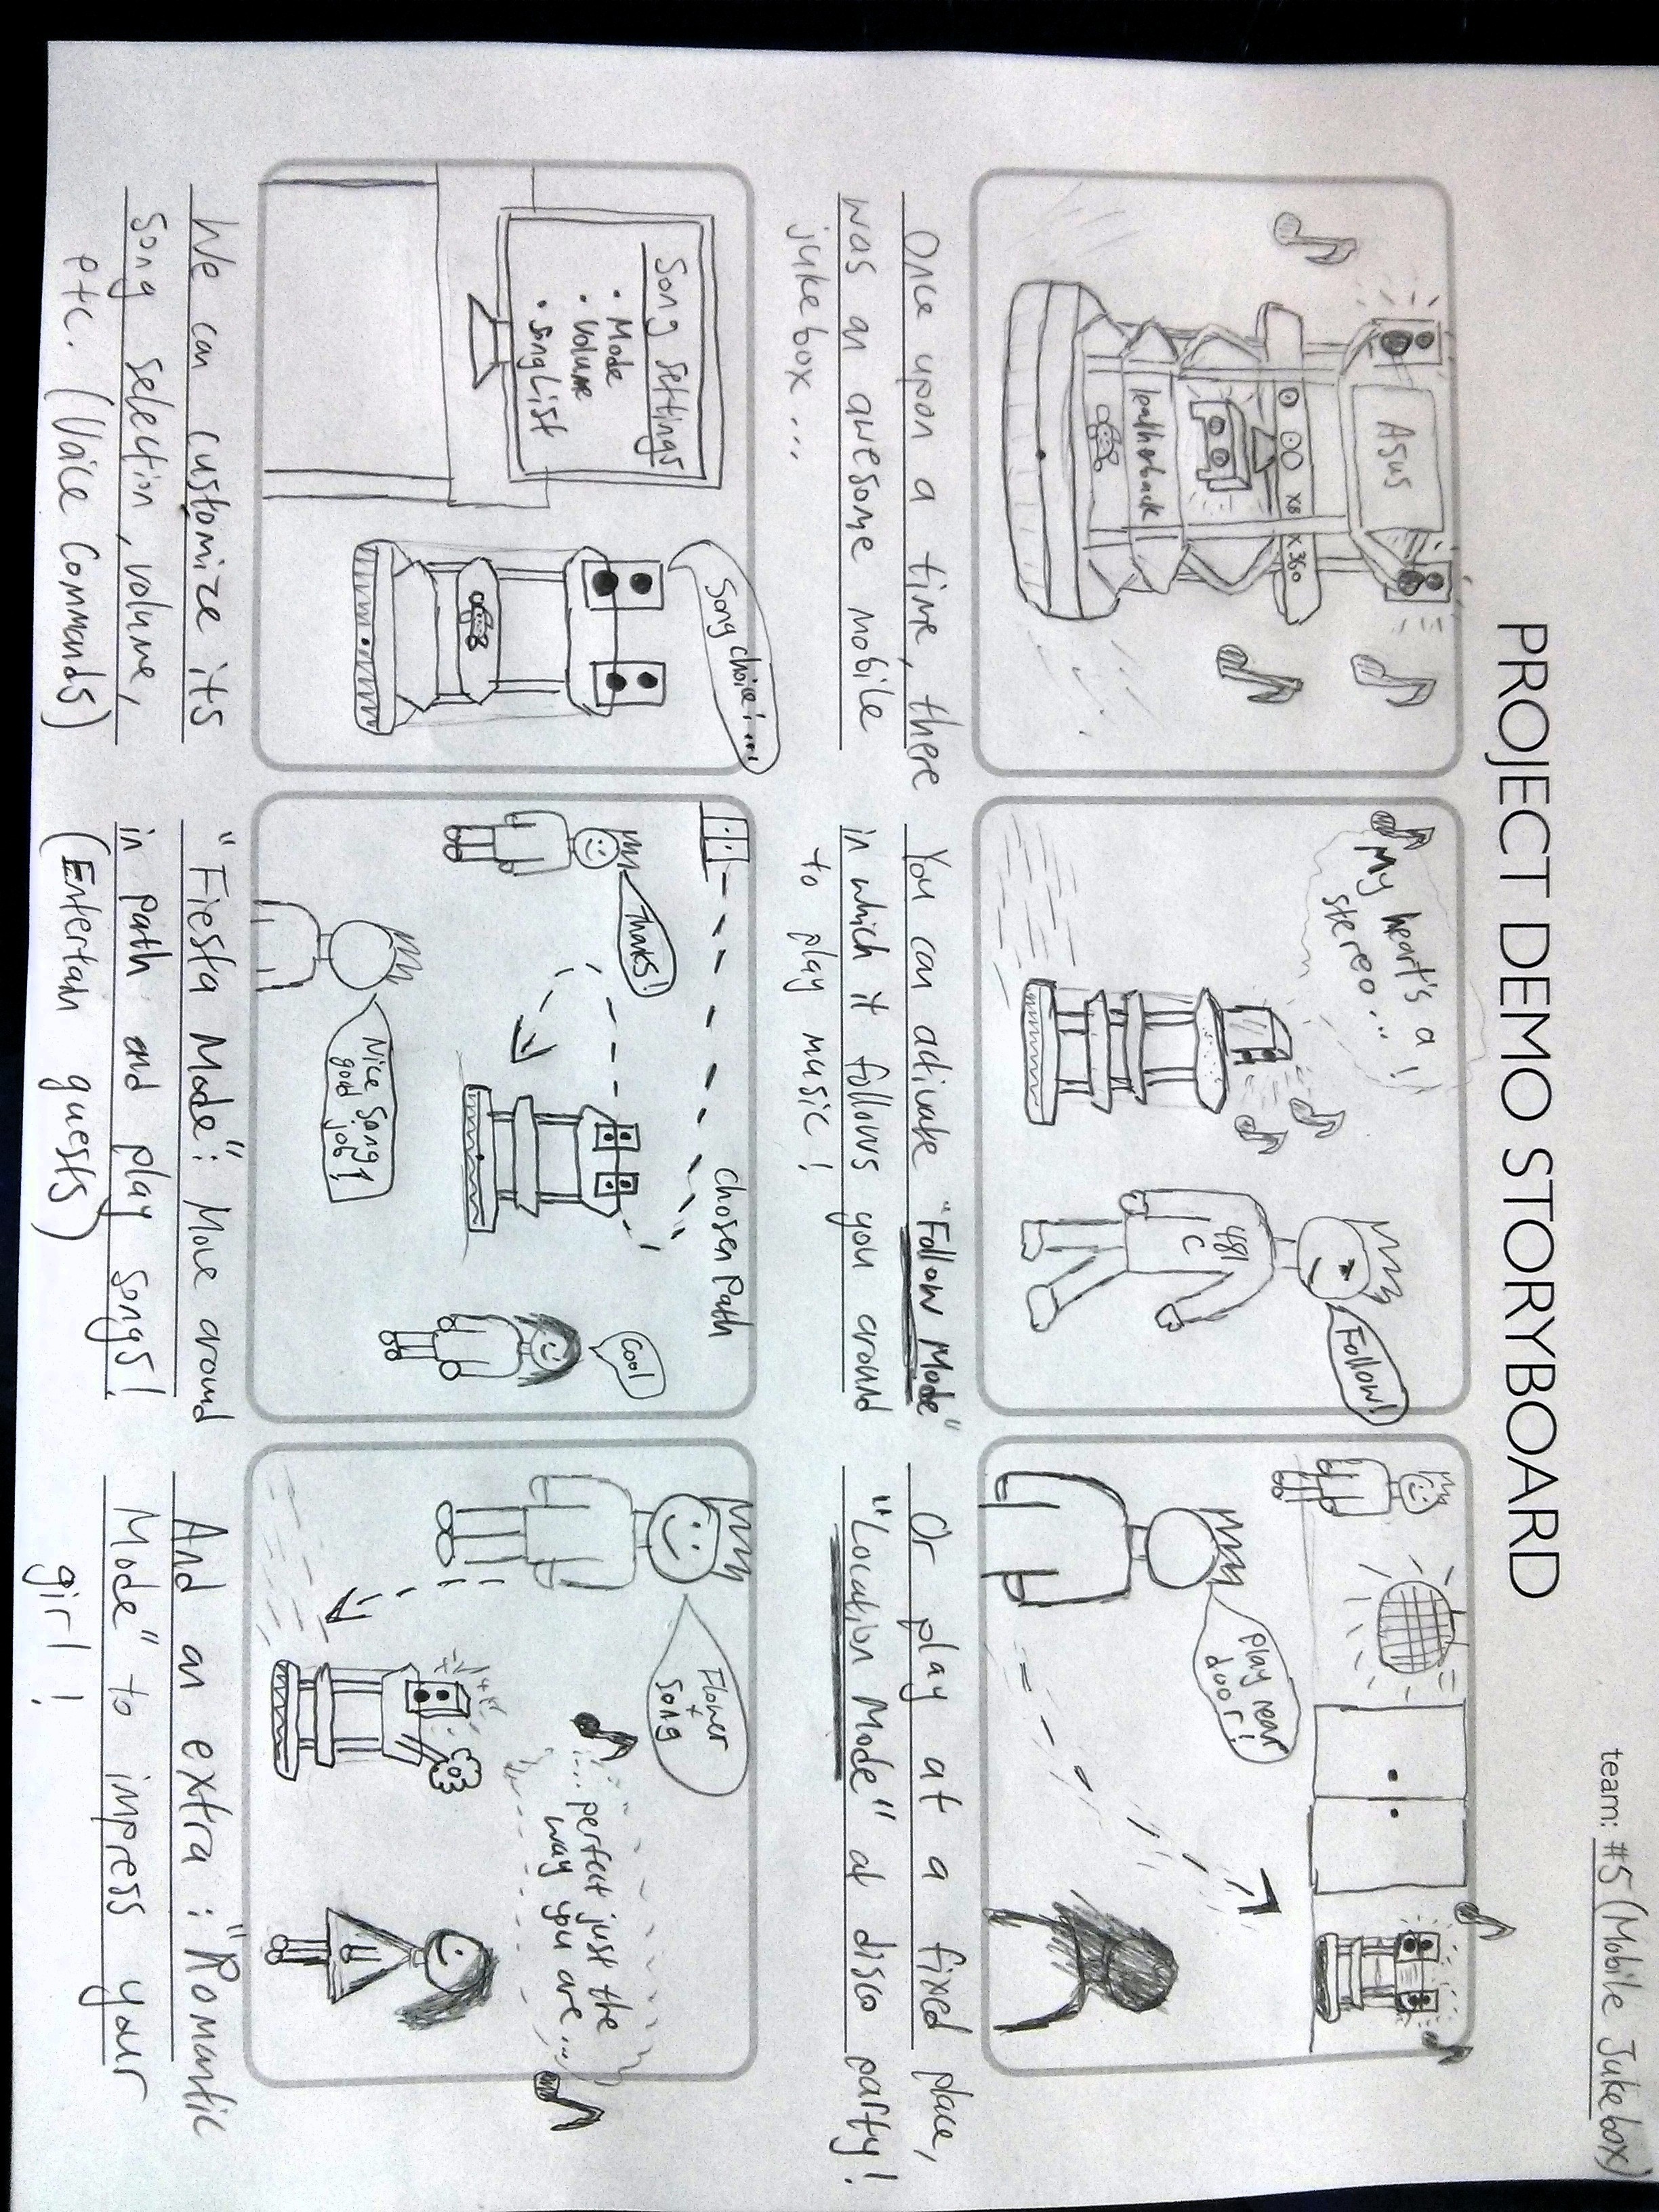 team: #5 (Mobile Jukebox)
PROJECT DEMO STORYBOARD
Asus
XB X360
leatherback
Once upon a time, there
was an awesome mobile
jukebox ...
My heart's a
stereo... !
Follow!
481
C
You can activate "Follow Mode"
in which it follows you around
to play music !
play near
door!
Or play at a fixed place,
"Location Mode" at disco party!
Song Settings
• Mode
• Volume
• SongList
Song choice: ...
We can customize its
song selection, volume,
etc. (Voice Commands)
Chosen Path
Thanks!
Cool
Nice Song,
good job!
"Fiesta Mode": Move around
in path and play songs!
(Entertain guests)
Flower
+
Song
... perfect just the
way you are ...
And an extra : "Romantic
Mode" to impress your
girl !